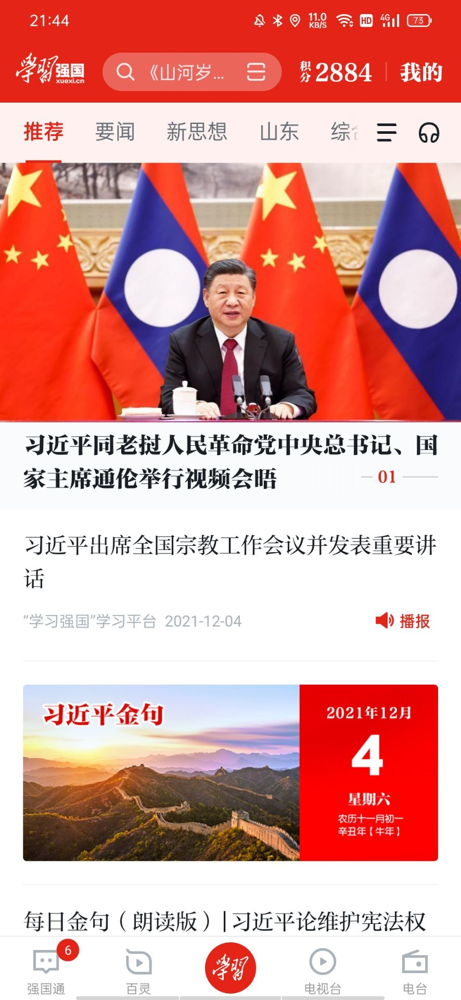 21:44
11.0
KB/S
HD
4G
73
學習强国
xuexi.cn
《山河岁...
积分 2884
我的
推荐
要闻
新思想
山东
综合
习近平同老挝人民革命党中央总书记、国
家主席通伦举行视频会晤
01
习近平出席全国宗教工作会议并发表重要讲
话
“学习强国”学习平台 2021-12-04
播报
习近平金句
2021年12月
4
星期六
农历十一月初一
辛丑年【牛年】
每日金句（朗读版）| 习近平论维护宪法权
6
强国通
百灵
學習
电视台
电台